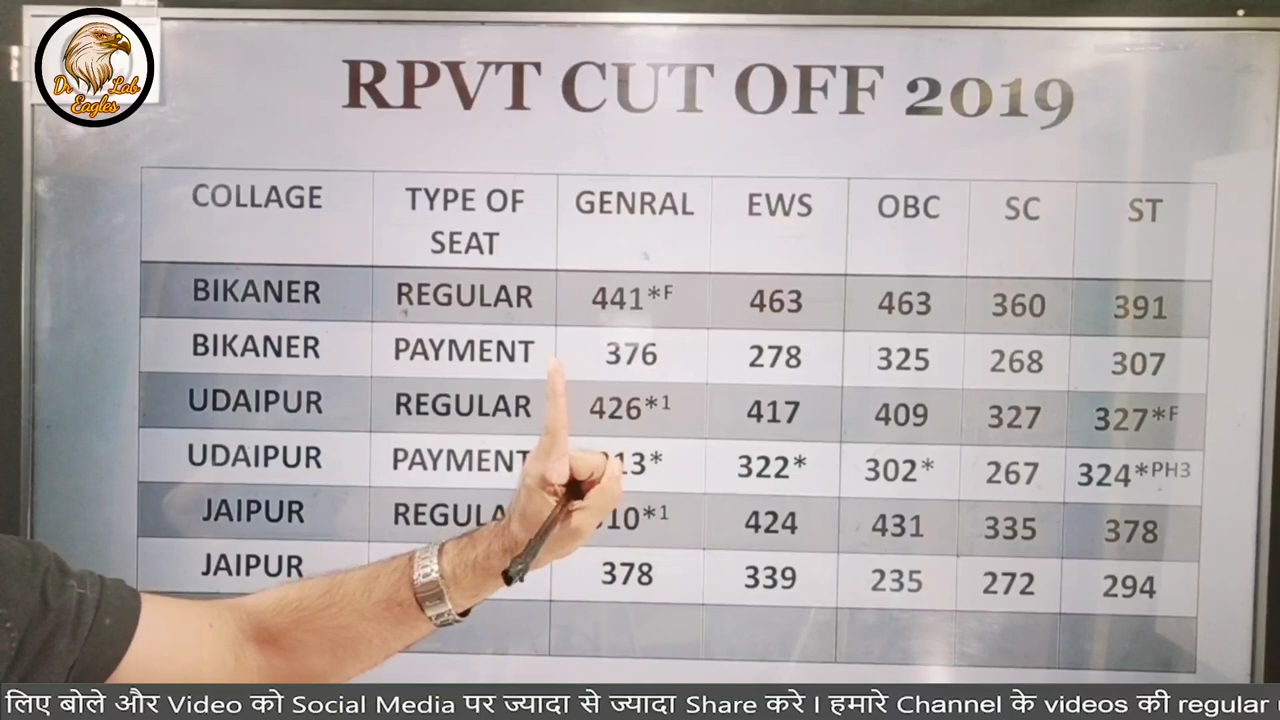 Dr Lab
Eagles
RPVT CUT OFF 2019
COLLAGE TYPE OF SEAT GENRAL EWS OBC SC ST
BIKANER REGULAR 441*F 463 463 360 391
BIKANER PAYMENT 376 278 325 268 307
UDAIPUR REGULAR 426*1 417 409 327 327*F
UDAIPUR PAYMENT 322* 302* 267 324*PH3
JAIPUR 424 431 335 378
JAIPUR 378 339 235 272 294
लिए बोले और Video को Social Media पर ज्यादा से ज्यादा Share करे l हमारे Channel के videos की regular